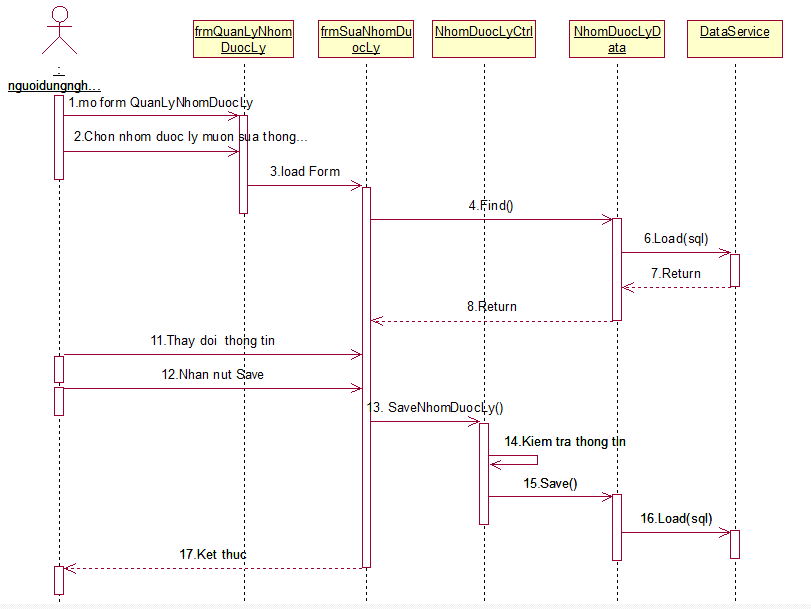 frmQuanLyNhom
DuocLy
frmSuaNhomDu
ocLy
NhomDuocLyCtrl
NhomDuocLyD
ata
DataService
:
nguoidungngh...
1.mo form QuanLyNhomDuocLy
2.Chon nhom duoc ly muon sua thong...
3.load Form
4.Find()
6.Load(sql)
7.Return
8.Return
11.Thay doi thong tin
12.Nhan nut Save
13. SaveNhomDuocLy()
14.Kiem tra thong tin
15.Save()
16.Load(sql)
17.Ket thuc